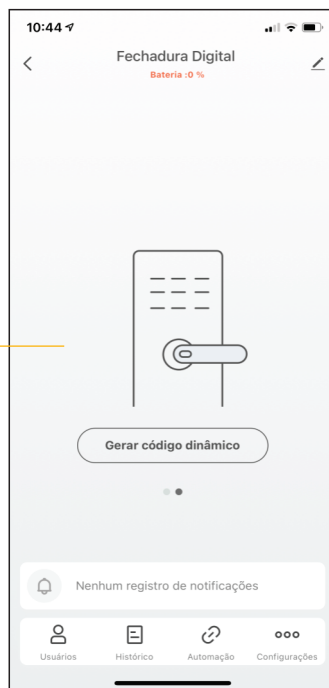 10:44
Fechadura Digital
Bateria :0 %
Gerar código dinâmico
Nenhum registro de notificações
Usuários
Histórico
Automação
Configurações